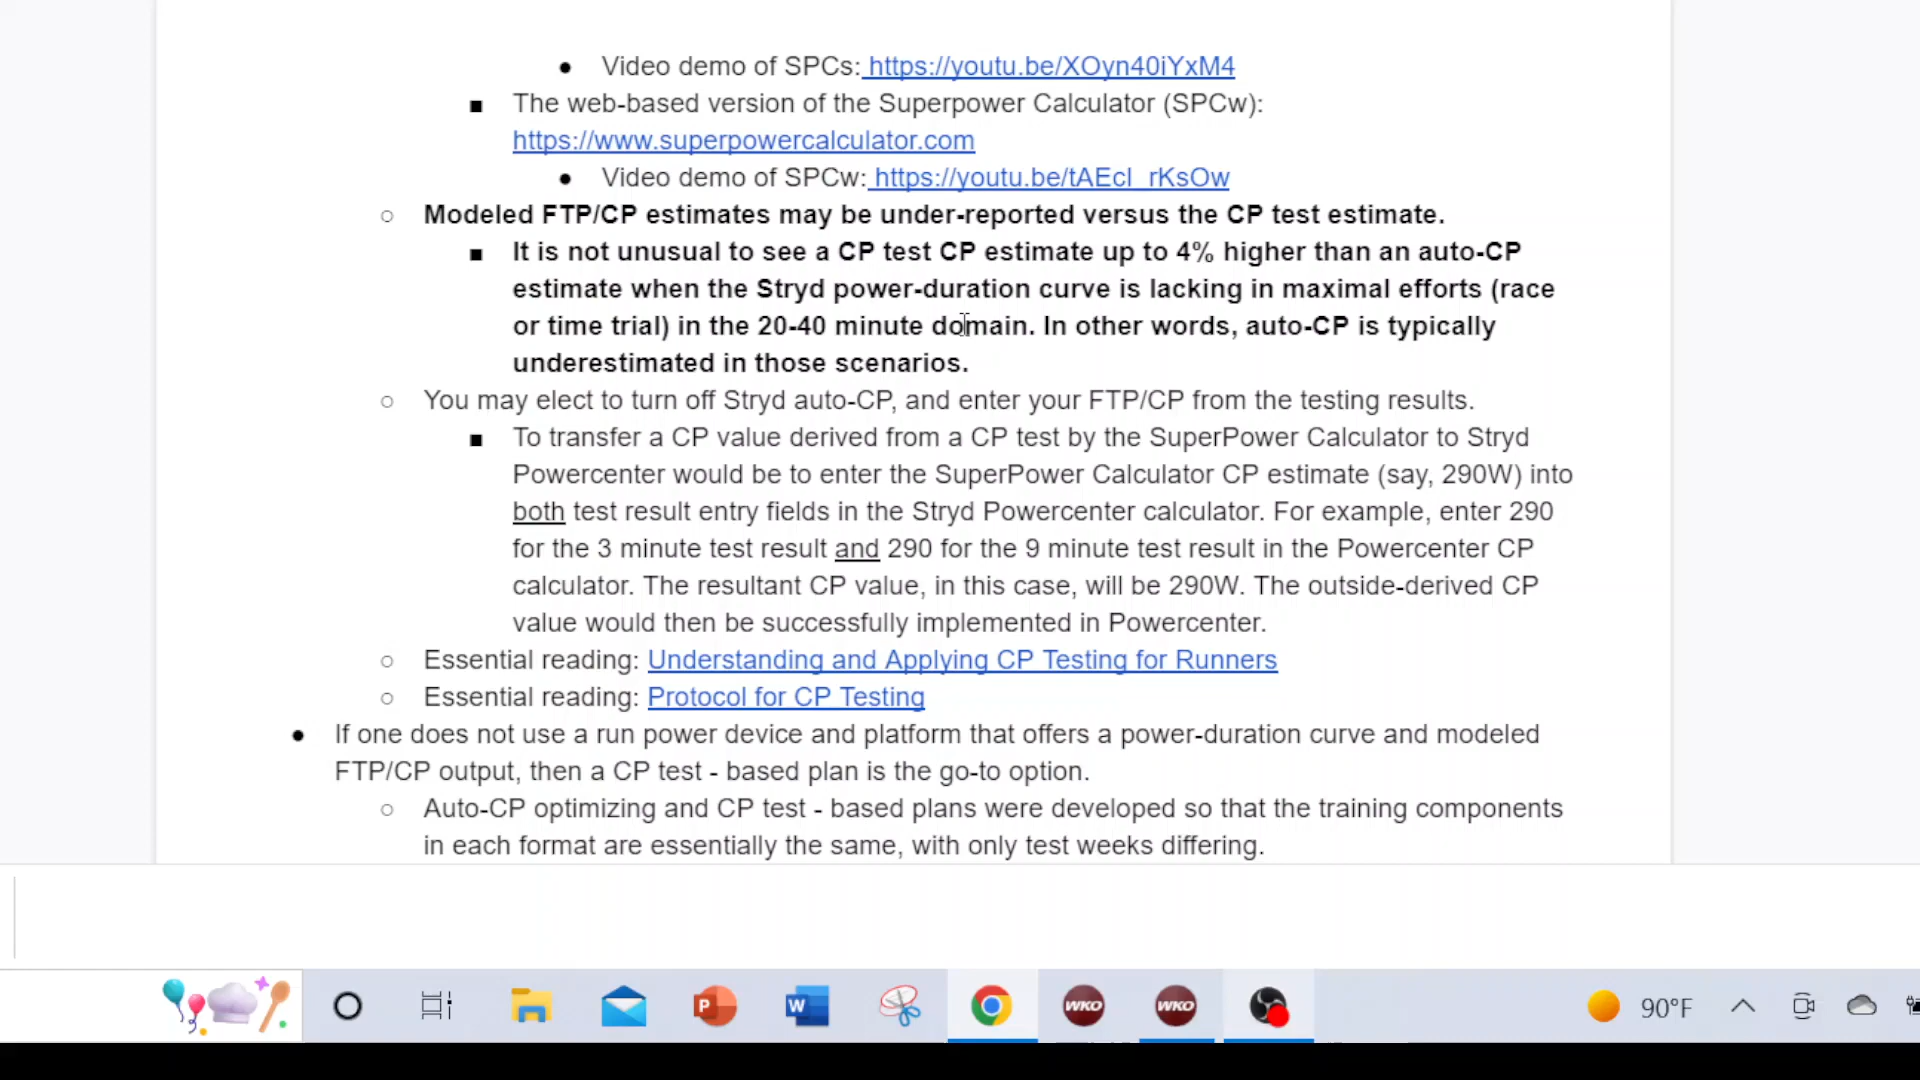 ● Video demo of SPCs: https://youtu.be/XOyn40iYxM4
■ The web-based version of the Superpower Calculator (SPCw):
https://www.superpowercalculator.com
● Video demo of SPCw: https://youtu.be/tAEcI_rKsOw
○ Modeled FTP/CP estimates may be under-reported versus the CP test estimate.
■ It is not unusual to see a CP test CP estimate up to 4% higher than an auto-CP
estimate when the Stryd power-duration curve is lacking in maximal efforts (race
or time trial) in the 20-40 minute domain. In other words, auto-CP is typically
underestimated in those scenarios.
○ You may elect to turn off Stryd auto-CP, and enter your FTP/CP from the testing results.
■ To transfer a CP value derived from a CP test by the SuperPower Calculator to Stryd
Powercenter would be to enter the SuperPower Calculator CP estimate (say, 290W) into
both test result entry fields in the Stryd Powercenter calculator. For example, enter 290
for the 3 minute test result and 290 for the 9 minute test result in the Powercenter CP
calculator. The resultant CP value, in this case, will be 290W. The outside-derived CP
value would then be successfully implemented in Powercenter.
○ Essential reading: Understanding and Applying CP Testing for Runners
○ Essential reading: Protocol for CP Testing
● If one does not use a run power device and platform that offers a power-duration curve and modeled
FTP/CP output, then a CP test - based plan is the go-to option.
○ Auto-CP optimizing and CP test - based plans were developed so that the training components
in each format are essentially the same, with only test weeks differing.
P W WKO WKO 90°F